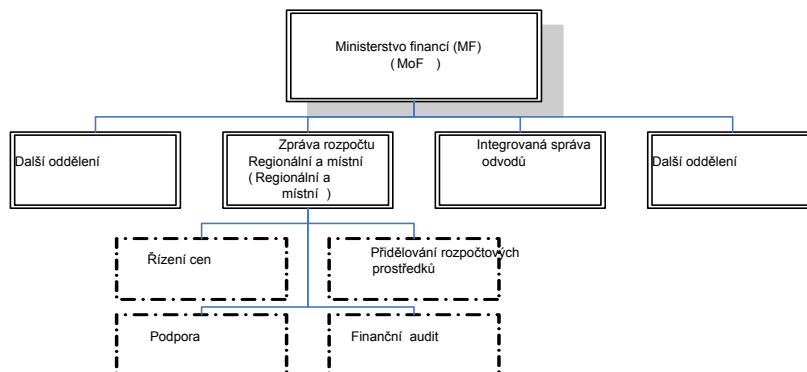 Ministerstvo financí (MF)
( MoF )
Další oddělení
Zpráva rozpočtu
Regionální a místní
( Regionální a
místní )
Integrovaná správa
odvodů
Další oddělení
Řízení cen
Přidělování rozpočtových
prostředků
Podpora
Finanční audit